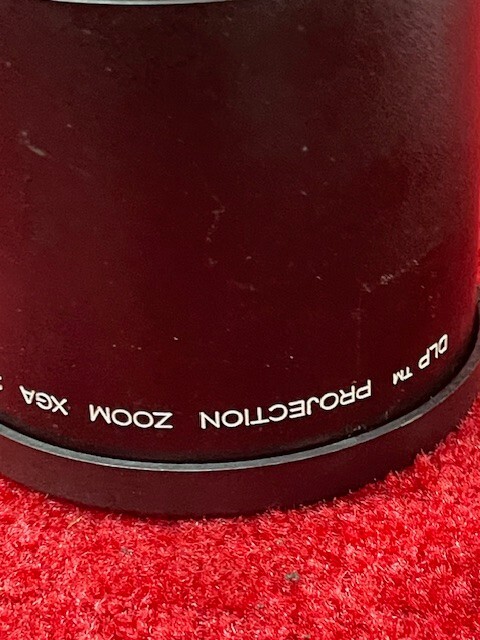 DLP ™ PROJECTION ZOOM XGA